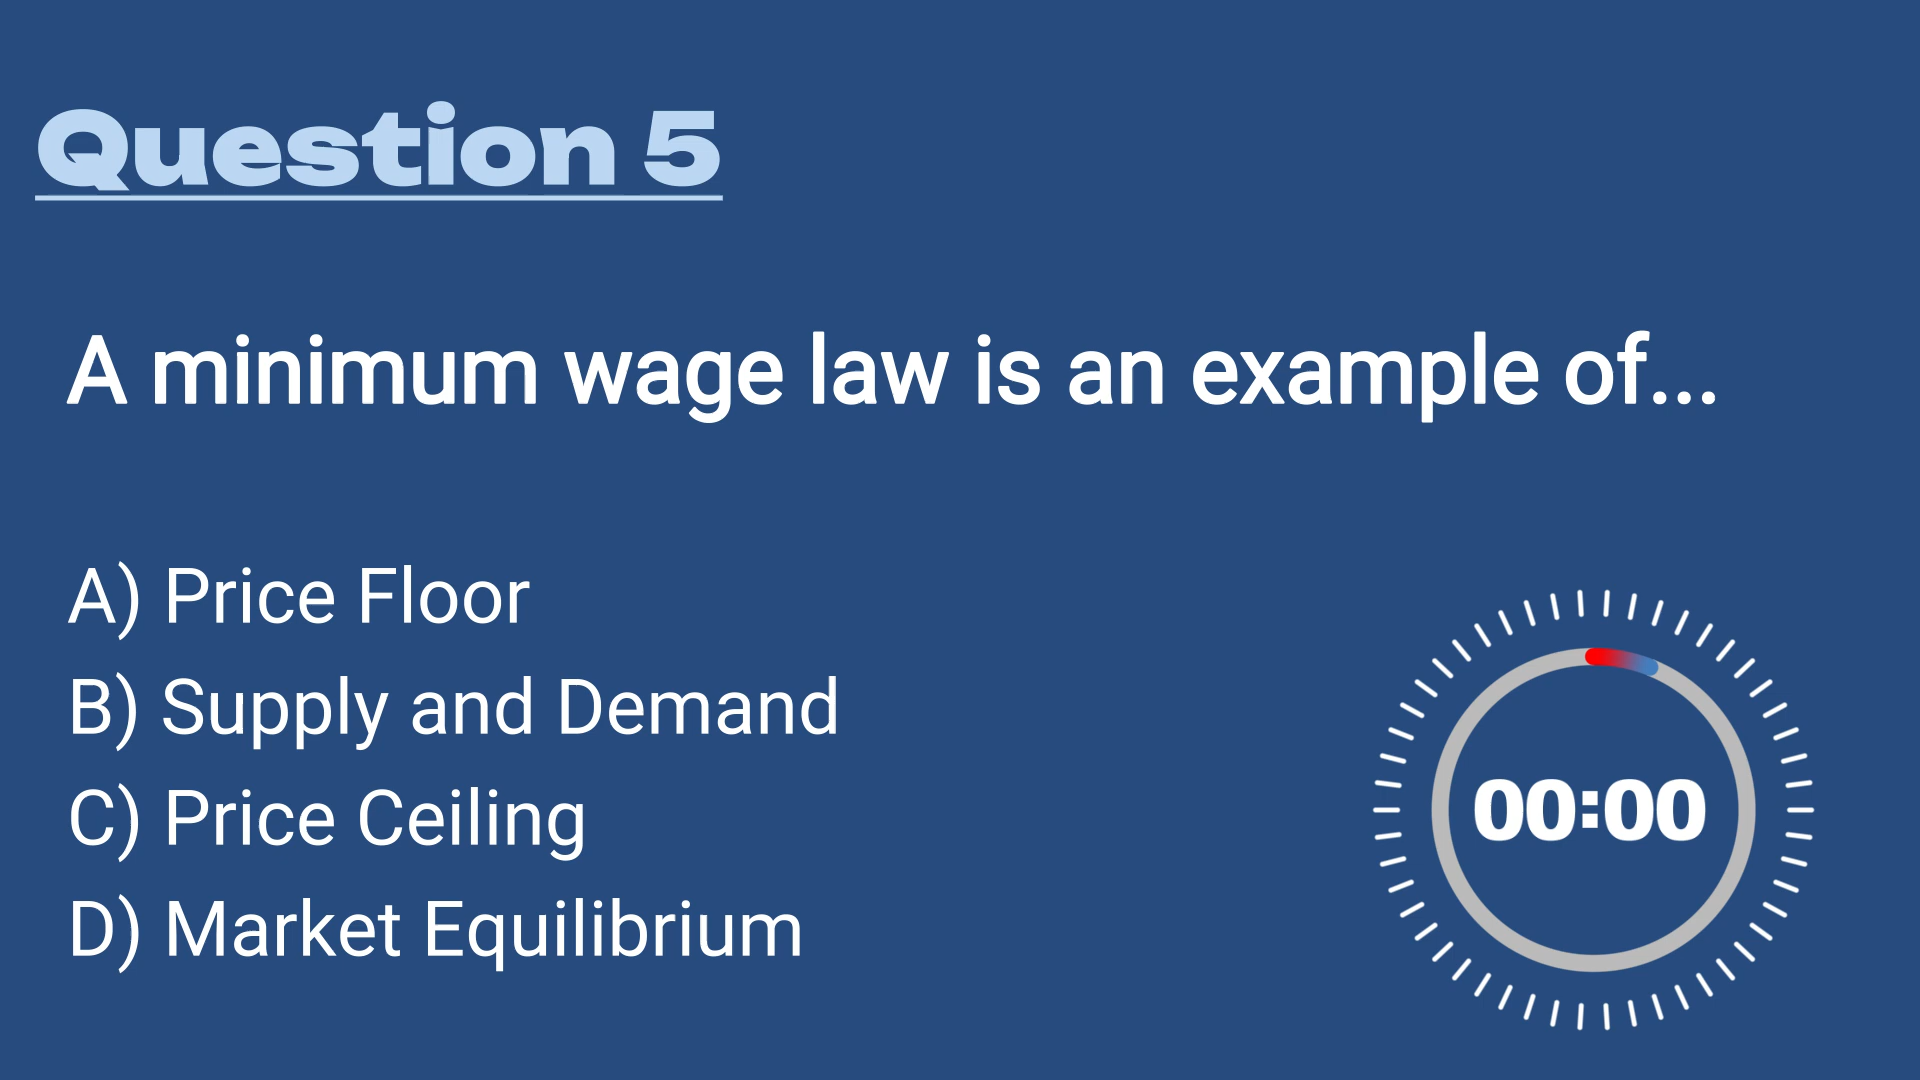 Question 5
A minimum wage law is an example of...
A) Price Floor
B) Supply and Demand
C) Price Ceiling
D) Market Equilibrium
00:00